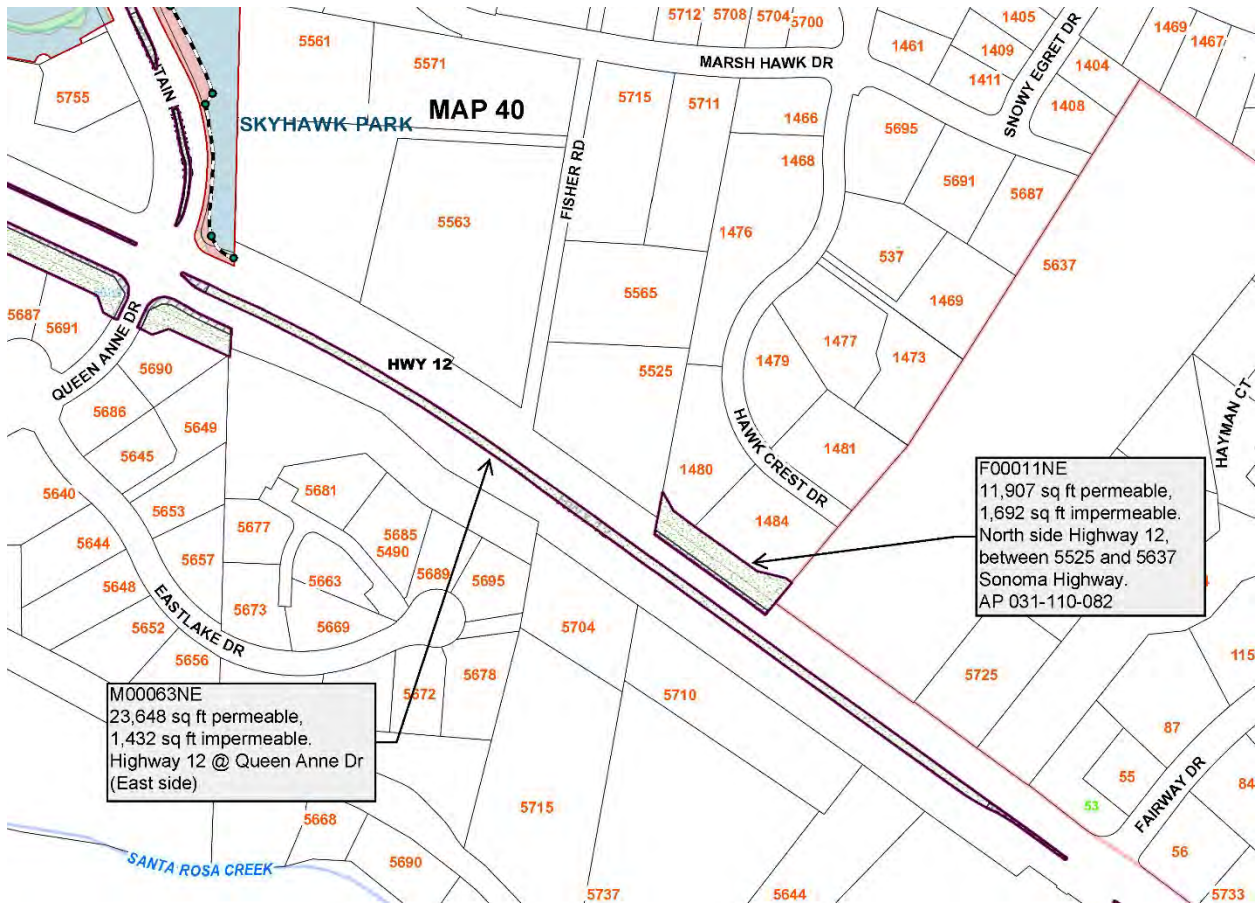 5712
5708
5704
5700
1405
1469
1467
5561
5571
1461
1409
SNOWY EGRET DR
1404
MARSH HAWK DR
1411
TAIN
5755
5715
5711
1408
MAP 40
SKYHAWK PARK
1466
5695
1468
5691
5687
FISHER RD
5563
1476
537
5637
5565
1469
5687
5691
QUEEN ANNE DR
1477
1479
1473
HWY 12
5525
5690
5686
5649
HAYMAN CT
5645
1481
1480
HAWK CREST DR
F00011NE
11,907 sq ft permeable,
1,692 sq ft impermeable.
North side Highway 12,
between 5525 and 5637
Sonoma Highway.
AP 031-110-082
5640
5681
5653
1484
5677
5685
5490
5644
5657
5663
5689
5695
5648
EASTLAKE DR
5673
5669
5704
5652
115
5656
5672
5678
5725
5710
M00063NE
23,648 sq ft permeable,
1,432 sq ft impermeable.
Highway 12 @ Queen Anne Dr
(East side)
87
55
84
53
FAIRWAY DR
5715
5668
56
5690
SANTA ROSA CREEK
5737
5644
5733